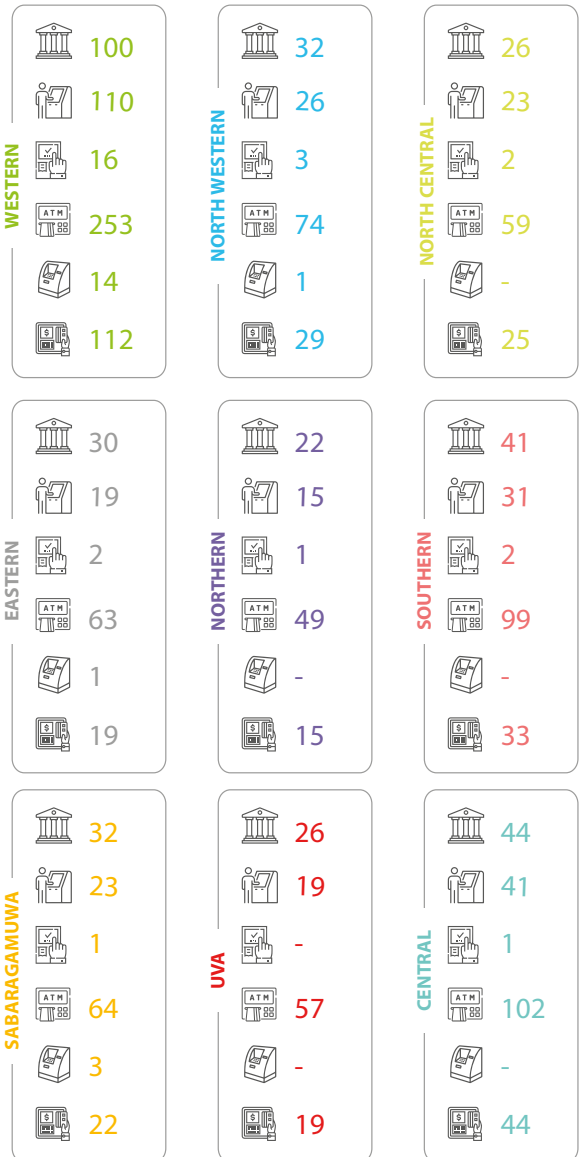 WESTERN
100
110
16
ATM 253
14
$ 112
NORTH WESTERN
32
26
3
ATM 74
1
$ 29
NORTH CENTRAL
26
23
2
ATM 59
-
$ 25
EASTERN
30
19
2
ATM 63
1
$ 19
NORTHERN
22
15
1
ATM 49
-
$ 15
SOUTHERN
41
31
2
ATM 99
-
$ 33
SABARAGAMUWA
32
23
1
ATM 64
3
$ 22
UVA
26
19
-
ATM 57
-
$ 19
CENTRAL
44
41
1
ATM 102
-
$ 44